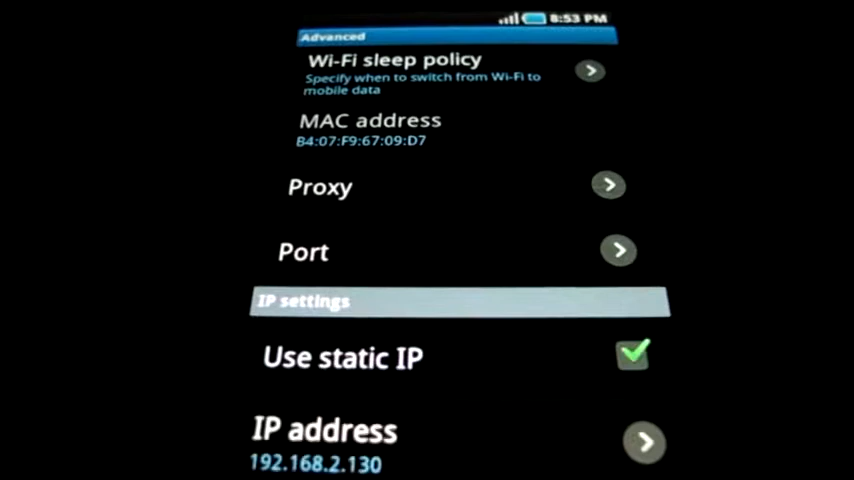 8:53 PM
Advanced
Wi-Fi sleep policy
Specify when to switch from Wi-Fi to
mobile data
MAC address
B4:07:F9:67:09:D7
Proxy
Port
IP settings
Use static IP
IP address
192.168.2.130